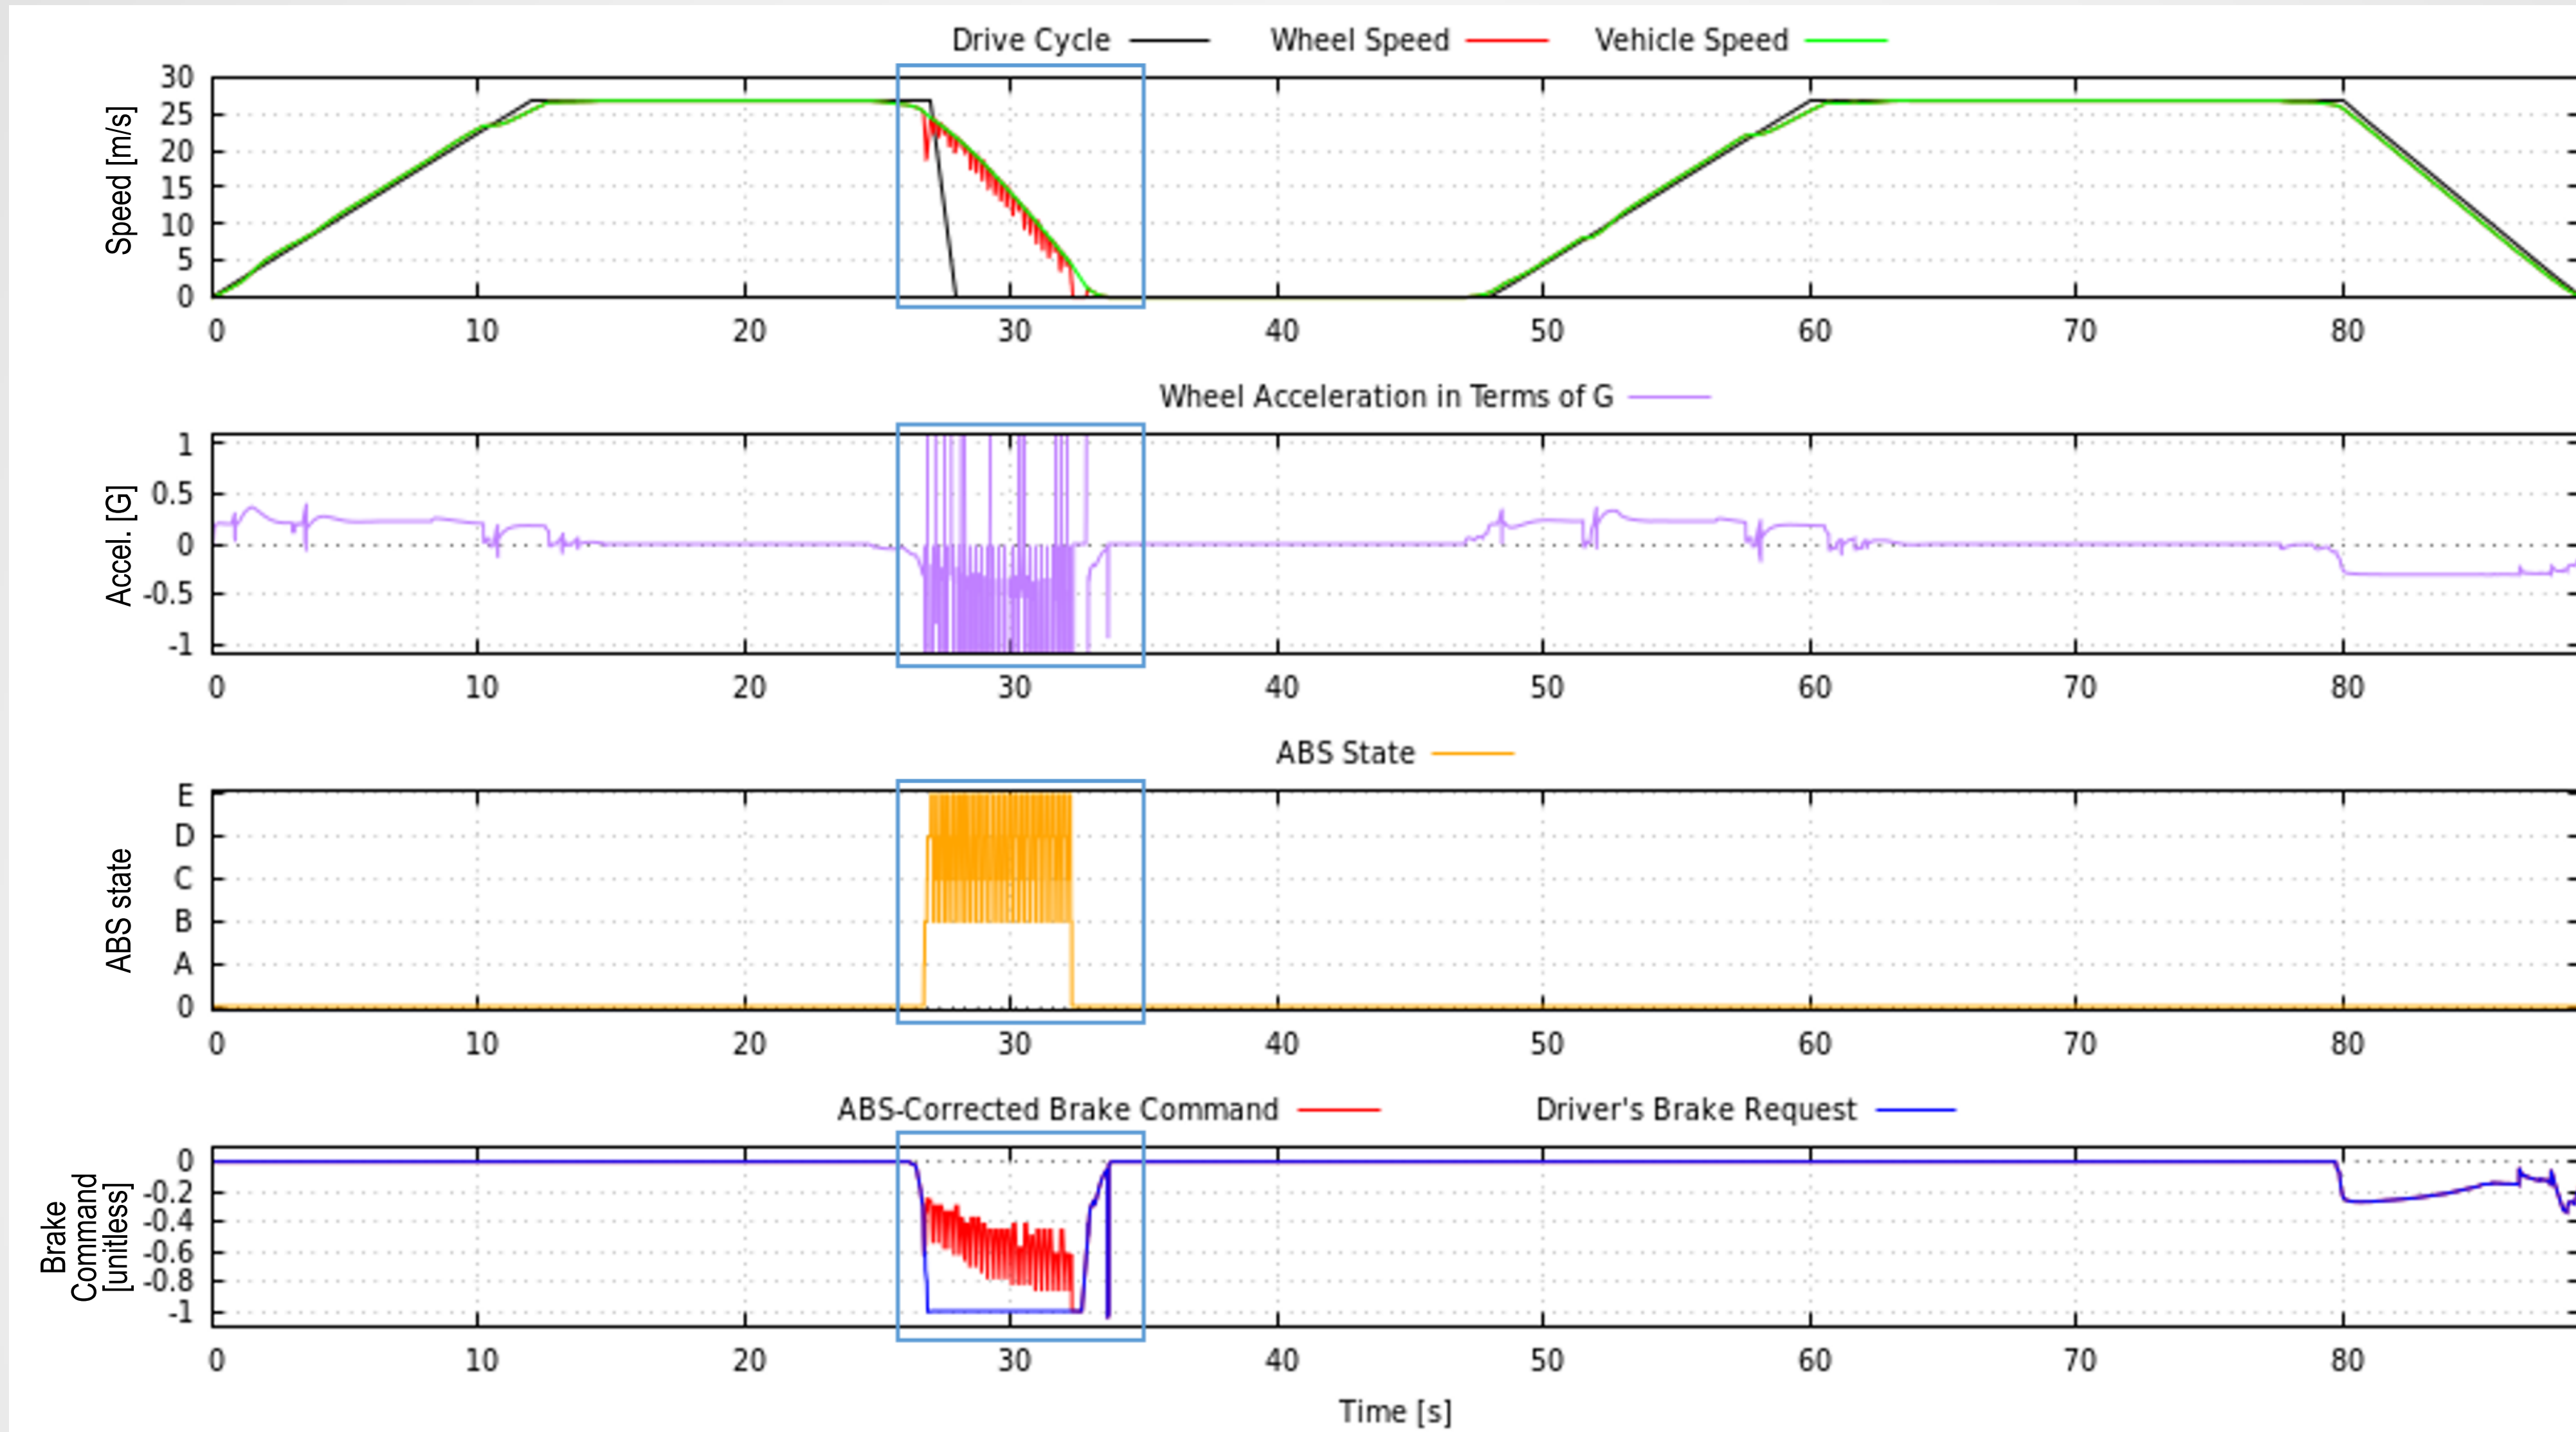 Drive Cycle Wheel Speed Vehicle Speed
Speed [m/s]
30
25
20
15
10
5
0
0 10 20 30 40 50 60 70 80
Wheel Acceleration in Terms of G
Accel. [G]
1
0.5
0
-0.5
-1
0 10 20 30 40 50 60 70 80
ABS State
ABS state
E
D
C
B
A
0
0 10 20 30 40 50 60 70 80
ABS-Corrected Brake Command Driver's Brake Request
Brake
Command
[unitless]
0
-0.2
-0.4
-0.6
-0.8
-1
0 10 20 30 40 50 60 70 80
Time [s]